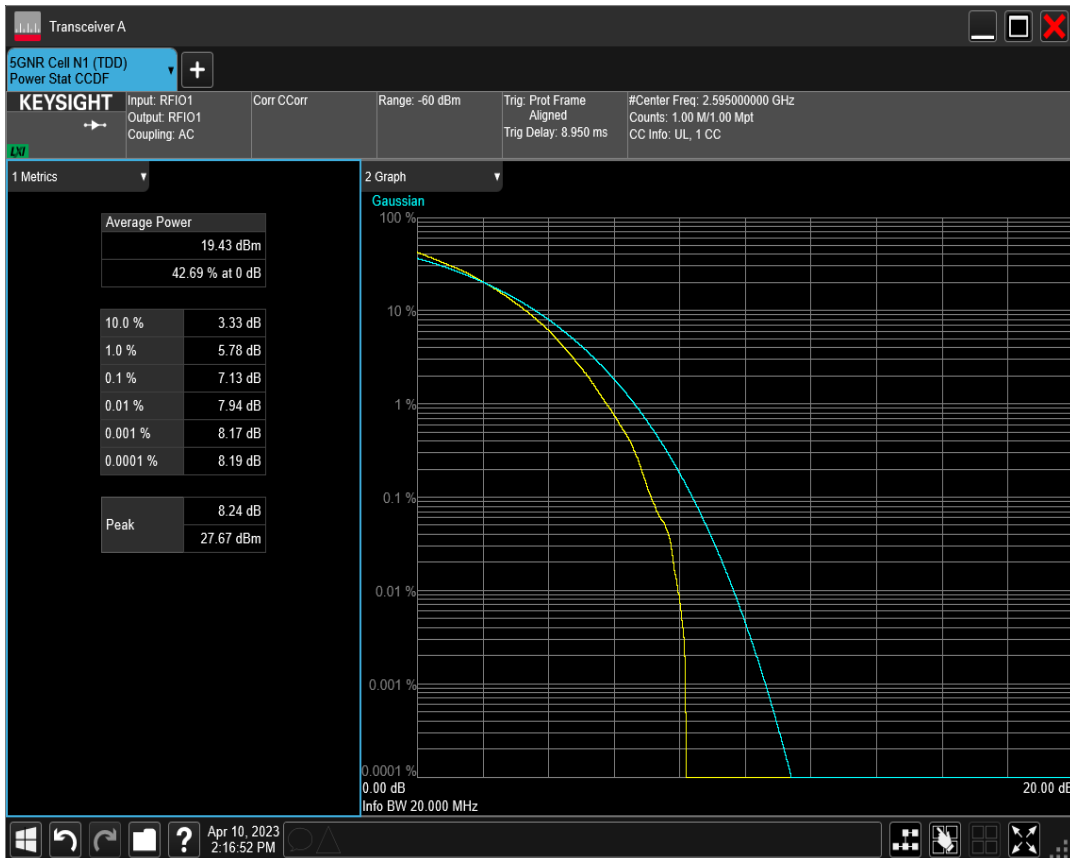 Transceiver A
5GNR Cell N1 (TDD)
Power Stat CCDF
+
KEYSIGHT
LXI
Input: RFIO1
Output: RFIO1
Coupling: AC
Corr CCorr
Range: -60 dBm
Trig: Prot Frame
Aligned
Trig Delay: 8.950 ms
#Center Freq: 2.595000000 GHz
Counts: 1.00 M/1.00 Mpt
CC Info: UL, 1 CC
1 Metrics
Average Power
19.43 dBm
42.69 % at 0 dB
10.0 % 3.33 dB
1.0 % 5.78 dB
0.1 % 7.13 dB
0.01 % 7.94 dB
0.001 % 8.17 dB
0.0001 % 8.19 dB
Peak 8.24 dB
27.67 dBm
2 Graph
Gaussian
100 %
10 %
1 %
0.1 %
0.01 %
0.001 %
0.0001 %
0.00 dB 20.00 dB
Info BW 20.000 MHz
?
Apr 10, 2023
2:16:52 PM